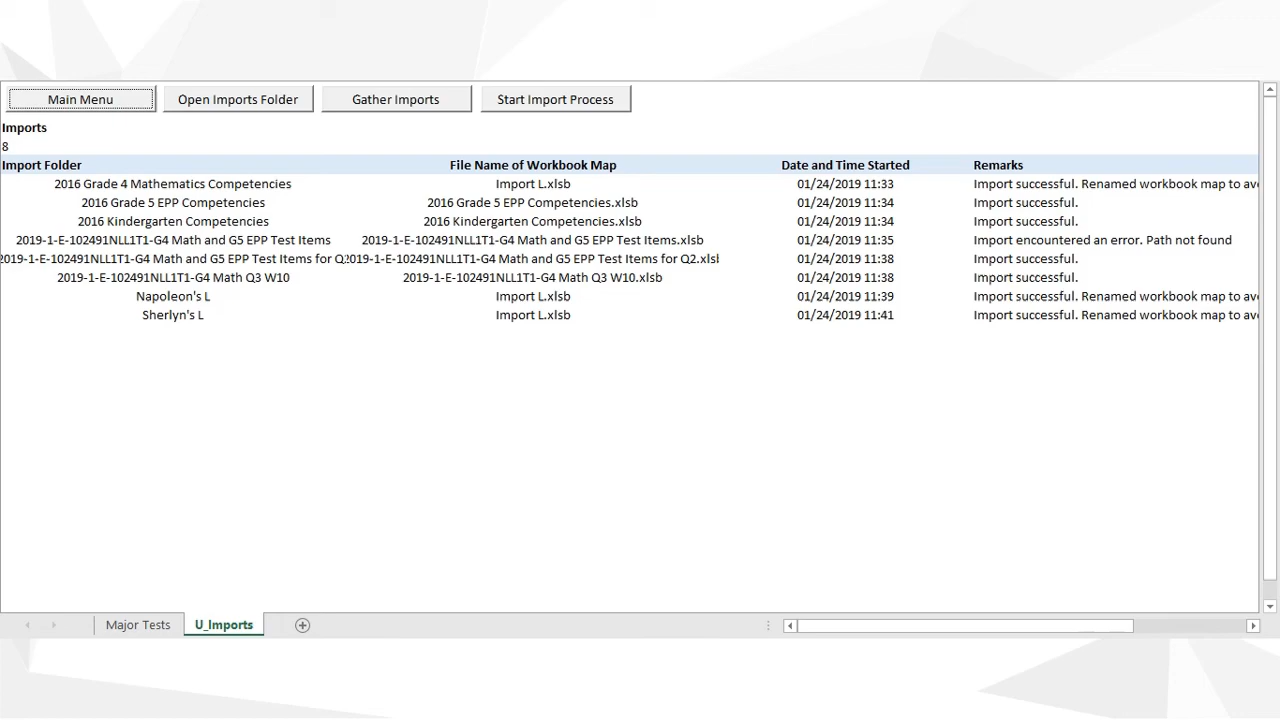 Main Menu Open Imports Folder Gather Imports Start Import Process
Imports
8
Import Folder File Name of Workbook Map Date and Time Started Remarks
2016 Grade 4 Mathematics Competencies Import L.xlsb 01/24/2019 11:33 Import successful. Renamed workbook map to
2016 Grade 5 EPP Competencies 2016 Grade 5 EPP Competencies.xlsb 01/24/2019 11:34 Import successful.
2016 Kindergarten Competencies 2016 Kindergarten Competencies.xlsb 01/24/2019 11:34 Import successful.
2019-1-E-102491NLL1T1-G4 Math and G5 EPP Test Items 2019-1-E-102491NLL1T1-G4 Math and G5 EPP Test Items.xlsb 01/24/2019 11:35 Import encountered an error. Path not found
2019-1-E-102491NLL1T1-G4 Math and G5 EPP Test Items for 2019-1-E-102491NLL1T1-G4 Math and G5 EPP Test Items for Q2.xlsb 01/24/2019 11:38 Import successful.
2019-1-E-102491NLL1T1-G4 Math Q3 W10 2019-1-E-102491NLL1T1-G4 Math Q3 W10.xlsb 01/24/2019 11:38 Import successful.
Napoleon's L Import L.xlsb 01/24/2019 11:39 Import successful. Renamed workbook map to
Sherlyn's L Import L.xlsb 01/24/2019 11:41 Import successful. Renamed workbook map to
Major Tests U_Imports